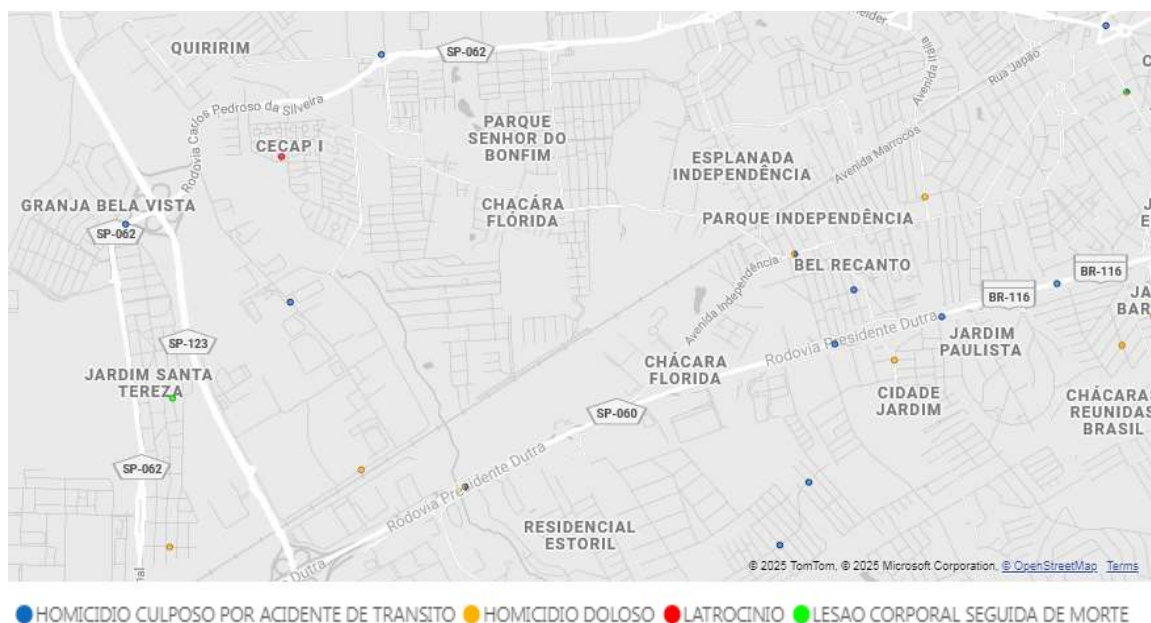 QUIRIRIM
SP-062
Rodovia Carlos Pedroso da Silveira
CECAP I
PARQUE
SENHOR DO
BONFIM
Avenida Itália
Rua Japão
Avenida Marrocos
ESPLANADA
INDEPENDÊNCIA
GRANJA BELA VISTA
SP-062
CHACÁRA
FLÓRIDA
PARQUE INDEPENDÊNCIA
BEL RECANTO
Avenida Independência
BR-116
BR-116
SP-123
JARDIM SANTA
TEREZA
CHÁCARA
FLORIDA
Rodovia Presidente Dutra
JARDIM
PAULISTA
JA
BAR
CIDADE
JARDIM
CHÁCARAS
REUNIDAS
BRASIL
SP-060
SP-062
Rodovia Presidente Dutra
RESIDENCIAL
ESTORIL
Dutra
© 2025 TomTom, © 2025 Microsoft Corporation, © OpenStreetMap Terms
HOMICIDIO CULPOSO POR ACIDENTE DE TRANSITO HOMICIDIO DOLOSO LATROCINIO LESAO CORPORAL SEGUIDA DE MORTE